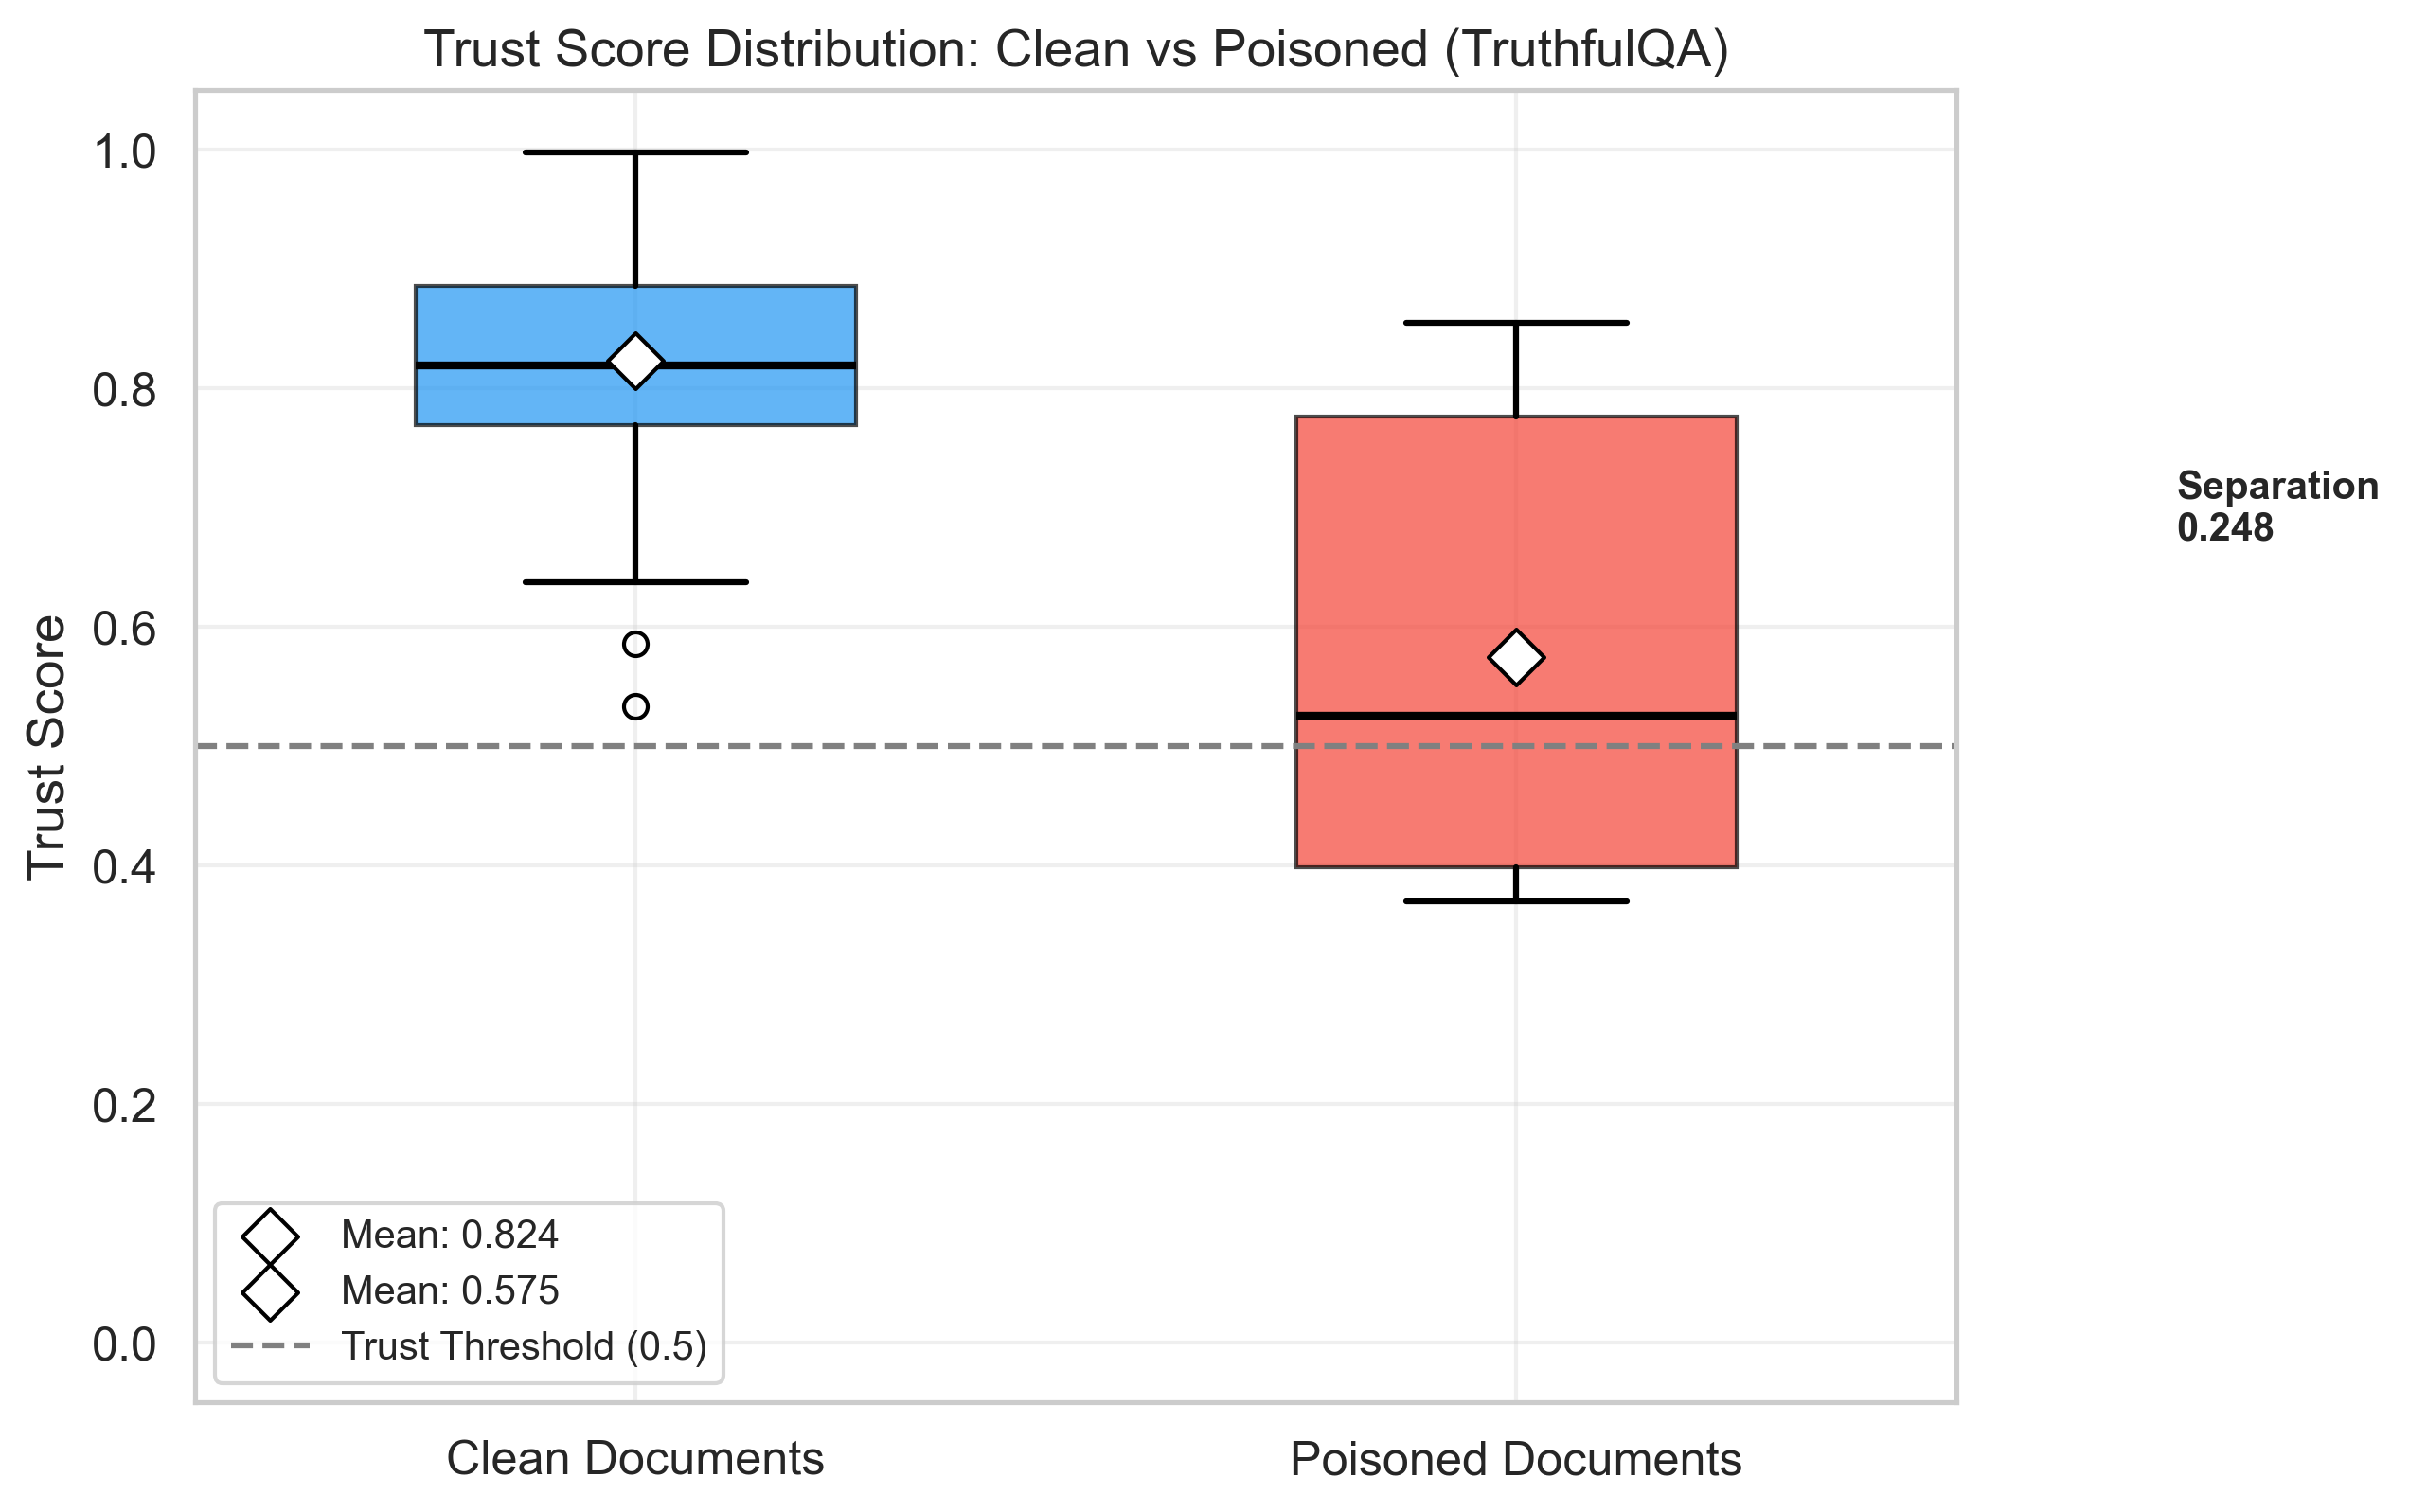 Trust Score Distribution: Clean vs Poisoned (TruthfulQA)
Trust Score
1.0
0.8
0.6
0.4
0.2
0.0
Separation
0.248
Mean: 0.824
Mean: 0.575
Trust Threshold (0.5)
Clean Documents
Poisoned Documents